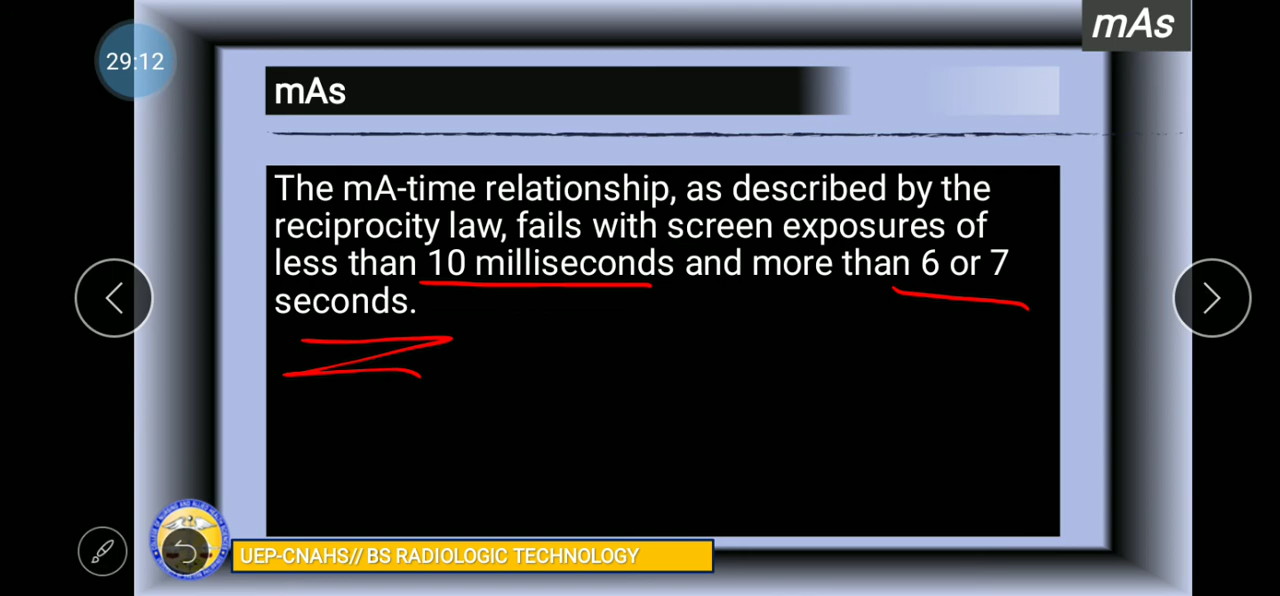 mAs
29:12
mAs
The mA-time relationship, as described by the
reciprocity law, fails with screen exposures of
less than 10 milliseconds and more than 6 or 7
seconds.
UEP-CNAHS// BS RADIOLOGIC TECHNOLOGY